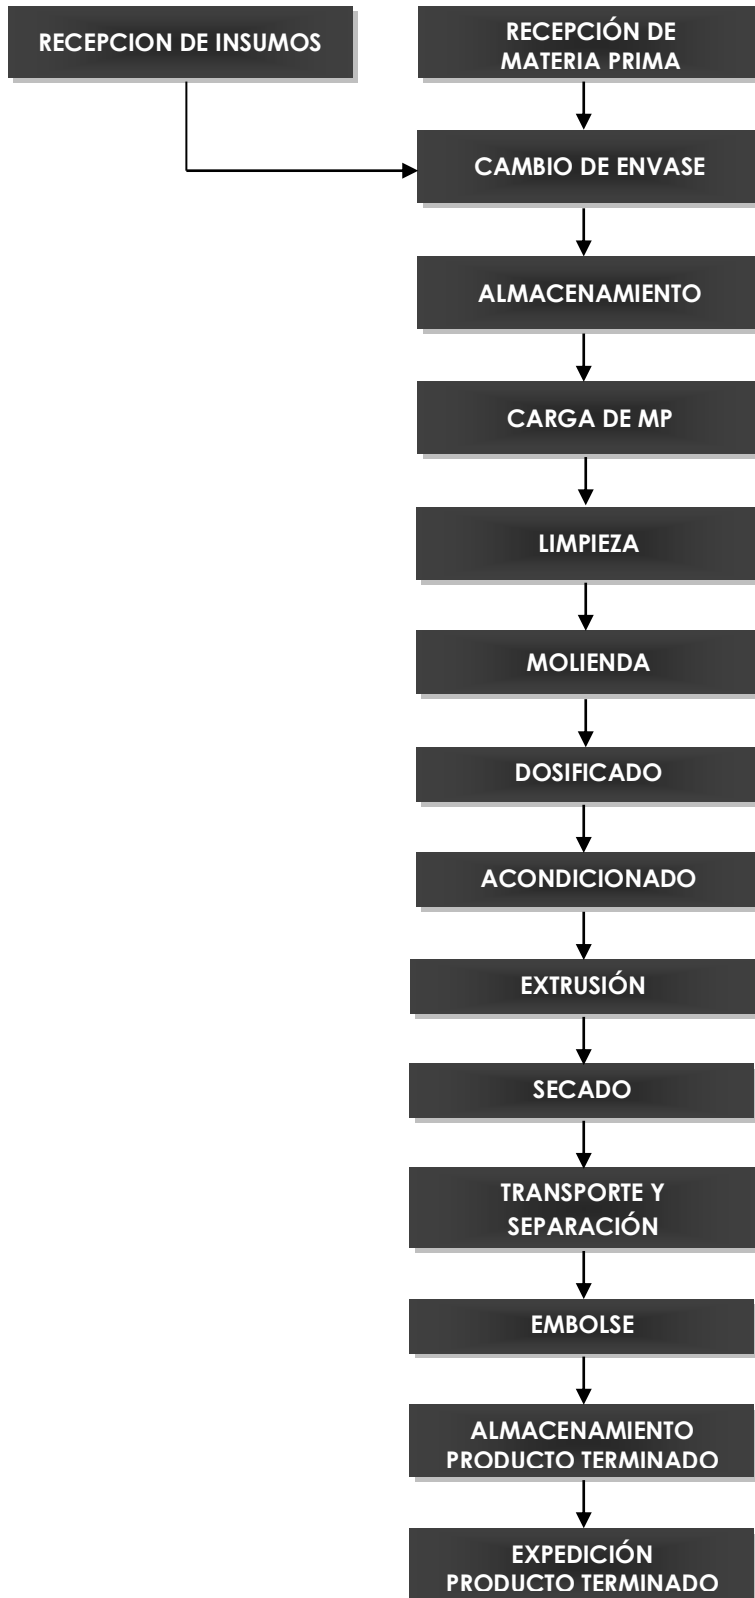 RECEPCION DE INSUMOS
RECEPCIÓN DE
MATERIA PRIMA
CAMBIO DE ENVASE
ALMACENAMIENTO
CARGA DE MP
LIMPIEZA
MOLIENDA
DOSIFICADO
ACONDICIONADO
EXTRUSIÓN
SECADO
TRANSPORTE Y
SEPARACIÓN
EMBOLSE
ALMACENAMIENTO
PRODUCTO TERMINADO
EXPEDICIÓN
PRODUCTO TERMINADO